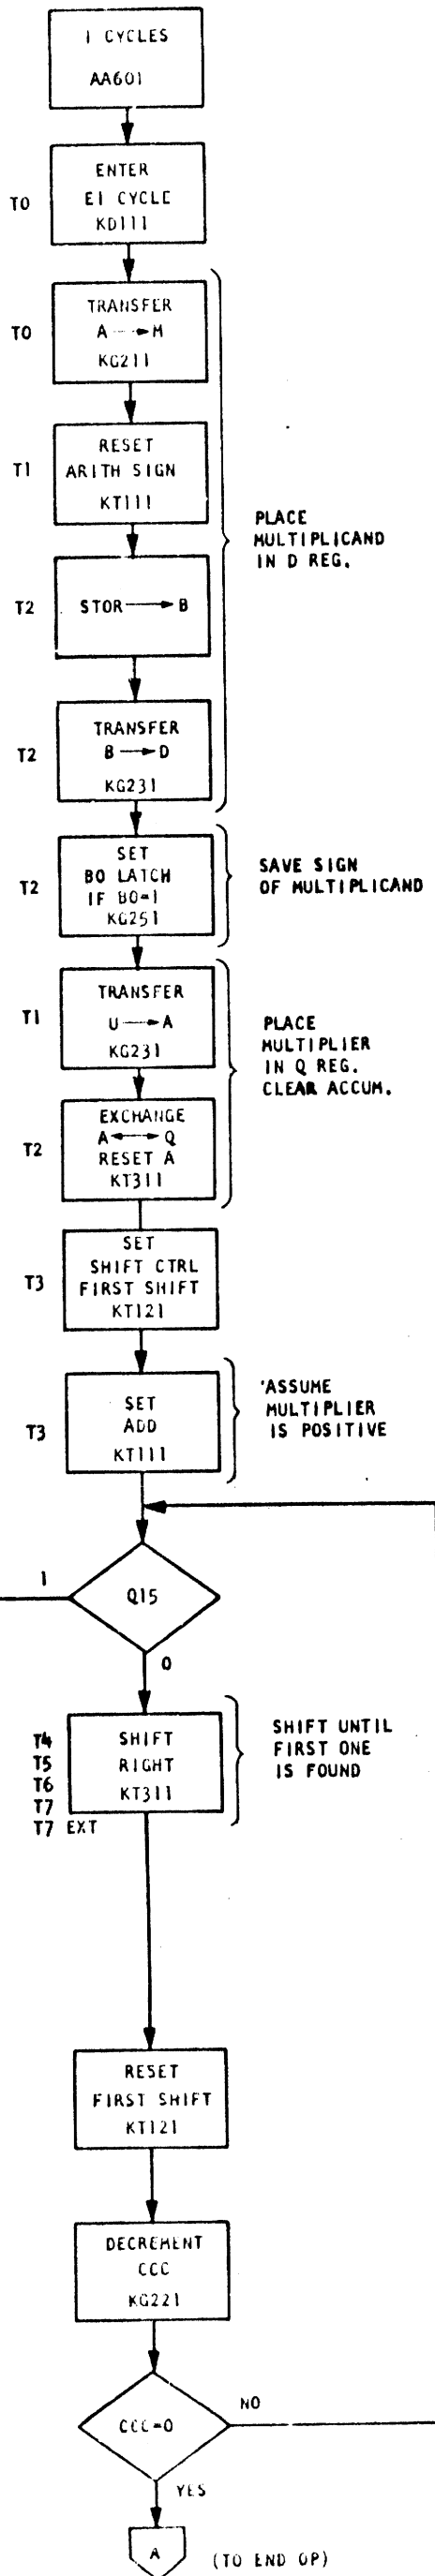 I CYCLES
AA601
T0
ENTER
E1 CYCLE
KD111
T0
TRANSFER
A → M
KG211
T1
RESET
ARITH SIGN
KT111
T2
STOR → B
T2
TRANSFER
B → D
KG231
PLACE
MULTIPLICAND
IN D REG.
T2
SET
B0 LATCH
IF B0=1
KG251
SAVE SIGN
OF MULTIPLICAND
T1
TRANSFER
U → A
KG231
T2
EXCHANGE
A ↔ Q
RESET A
KT311
PLACE
MULTIPLIER
IN Q REG.
CLEAR ACCUM.
T3
SET
SHIFT CTRL
FIRST SHIFT
KT121
T3
SET
ADD
KT111
ASSUME
MULTIPLIER
IS POSITIVE
1
Q15
0
T4
T5
T6
T7
T7 EXT
SHIFT
RIGHT
KT311
SHIFT UNTIL
FIRST ONE
IS FOUND
RESET
FIRST SHIFT
KT121
DECREMENT
CCC
KG221
CCC=0
NO
YES
A
(TO END OP)